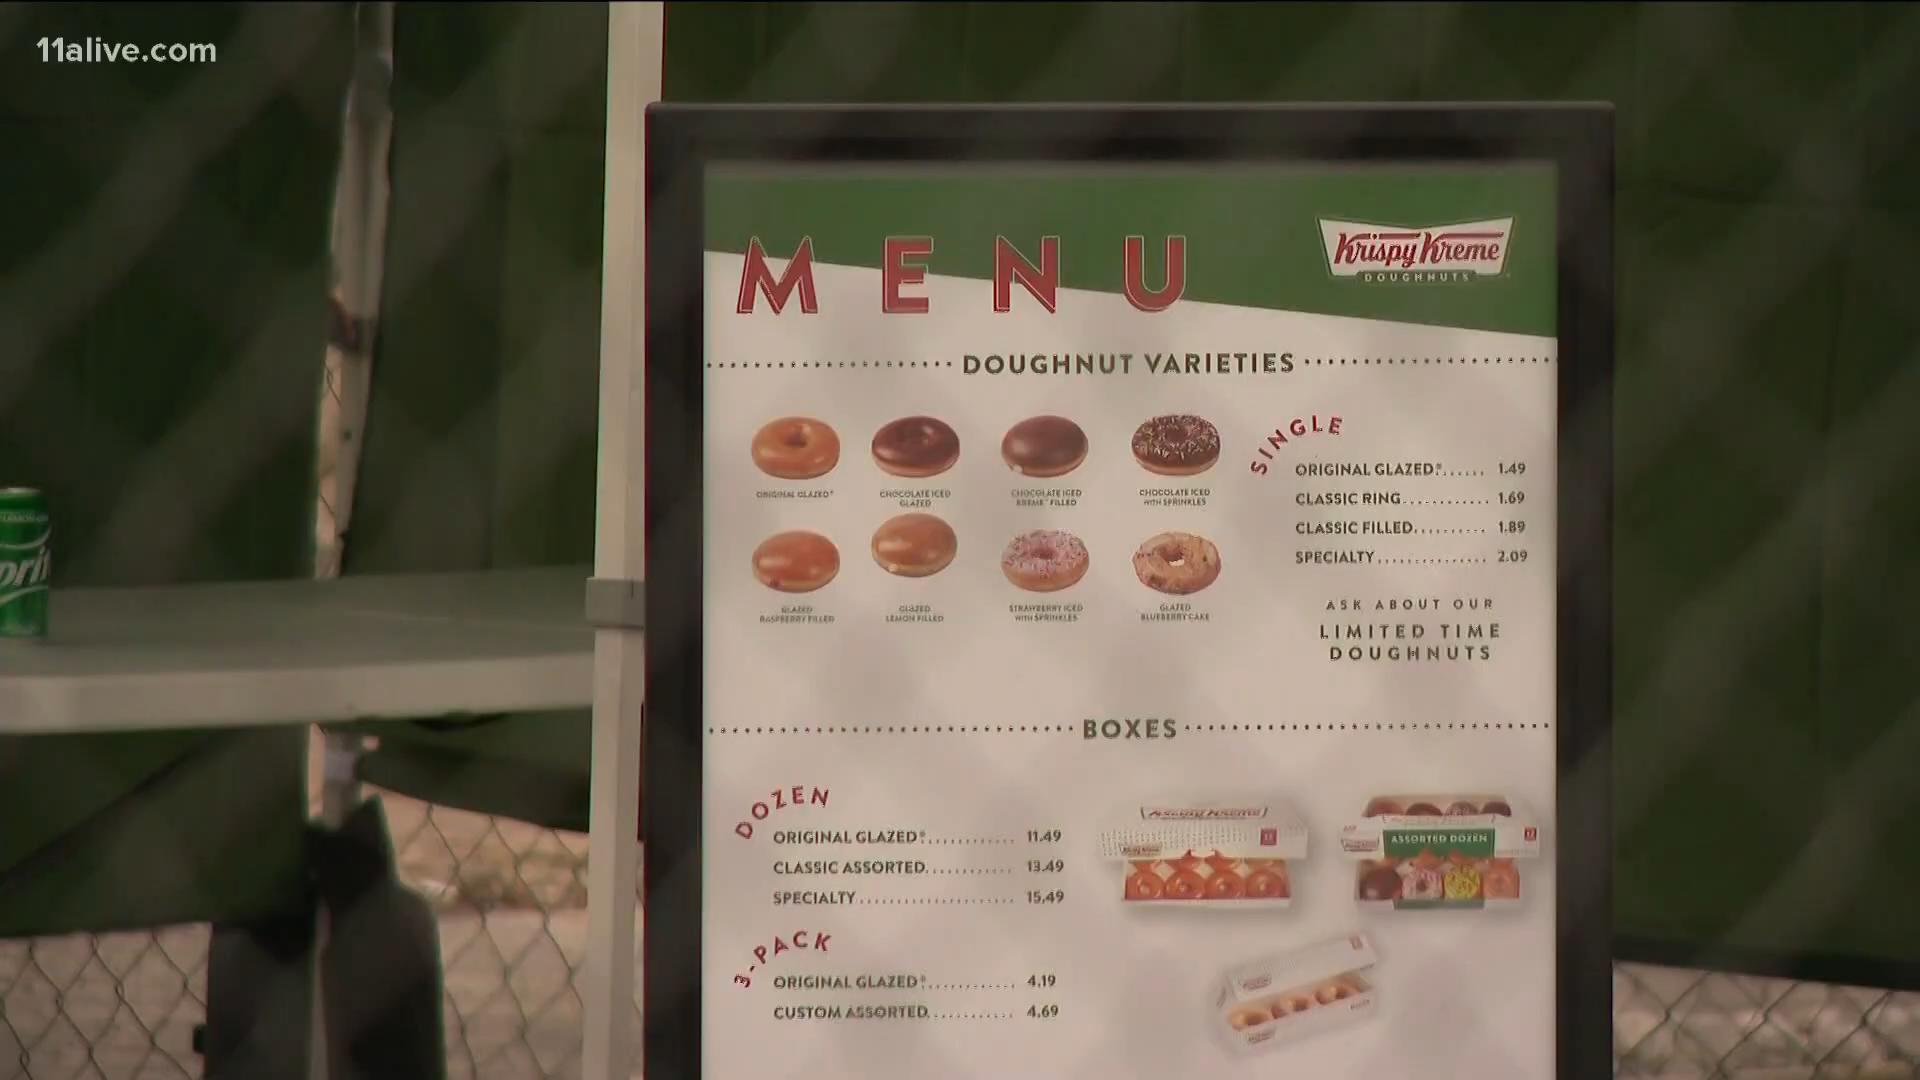 11alive.com
MENU
Krispy Kreme
DOUGHNUTS
DOUGHNUT VARIETIES
ORIGINAL GLAZED®
CHOCOLATE ICED
GLAZED
CHOCOLATE ICED
KREME™ FILLED
CHOCOLATE ICED
WITH SPRINKLES
GLAZED
RASPBERRY FILLED
GLAZED
LEMON FILLED
STRAWBERRY ICED
WITH SPRINKLES
GLAZED
BLUEBERRY CAKE
SINGLE
ORIGINAL GLAZED®...... 1.49
CLASSIC RING........... 1.69
CLASSIC FILLED.......... 1.89
SPECIALTY............... 2.09
ASK ABOUT OUR
LIMITED TIME
DOUGHNUTS
BOXES
DOZEN
ORIGINAL GLAZED®............ 11.49
CLASSIC ASSORTED............ 13.49
SPECIALTY...................... 15.49
3-PACK
ORIGINAL GLAZED®............ 4.19
CUSTOM ASSORTED............ 4.69
Krispy Kreme
ASSORTED DOZEN